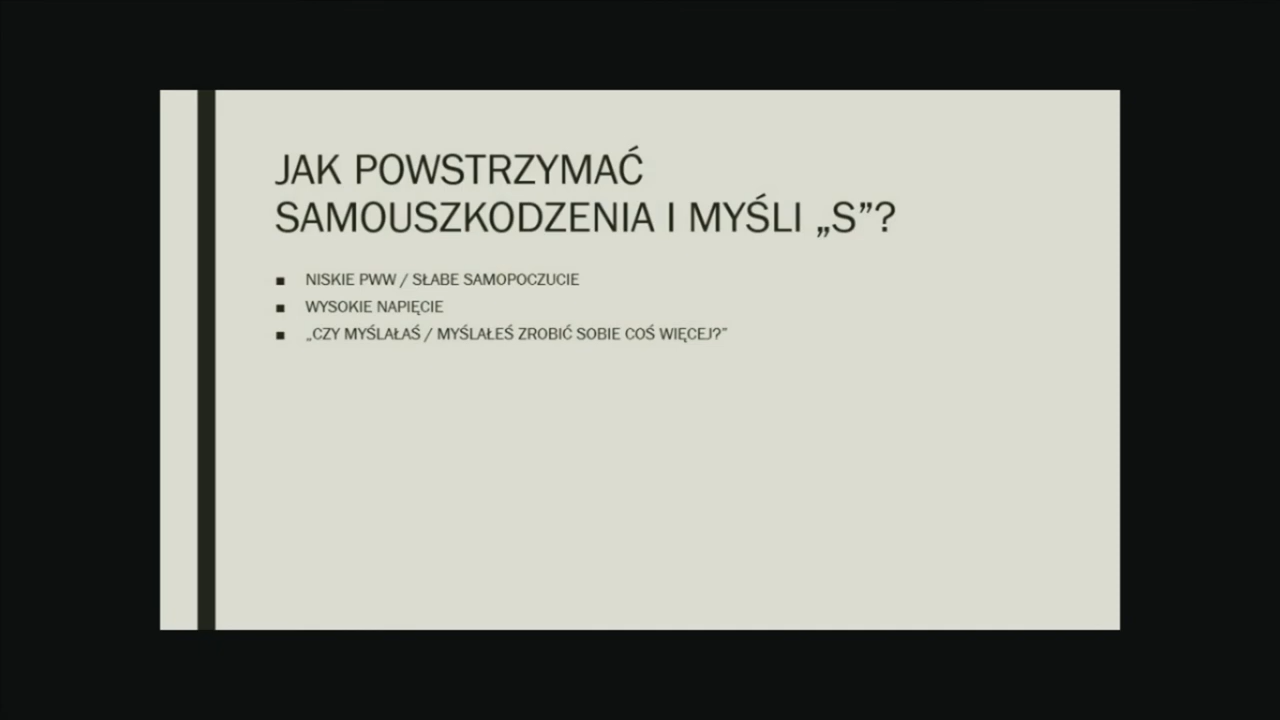 JAK POWSTRZYMAĆ
SAMOUSZKODZENIA I MYŚLI „S”?
▪ NISKIE PWW / SŁABE SAMOPOCZUCIE
▪ WYSOKIE NAPIĘCIE
▪ „CZY MYŚLAŁAŚ / MYŚLAŁEŚ ZROBIĆ SOBIE COŚ WIĘCEJ?”